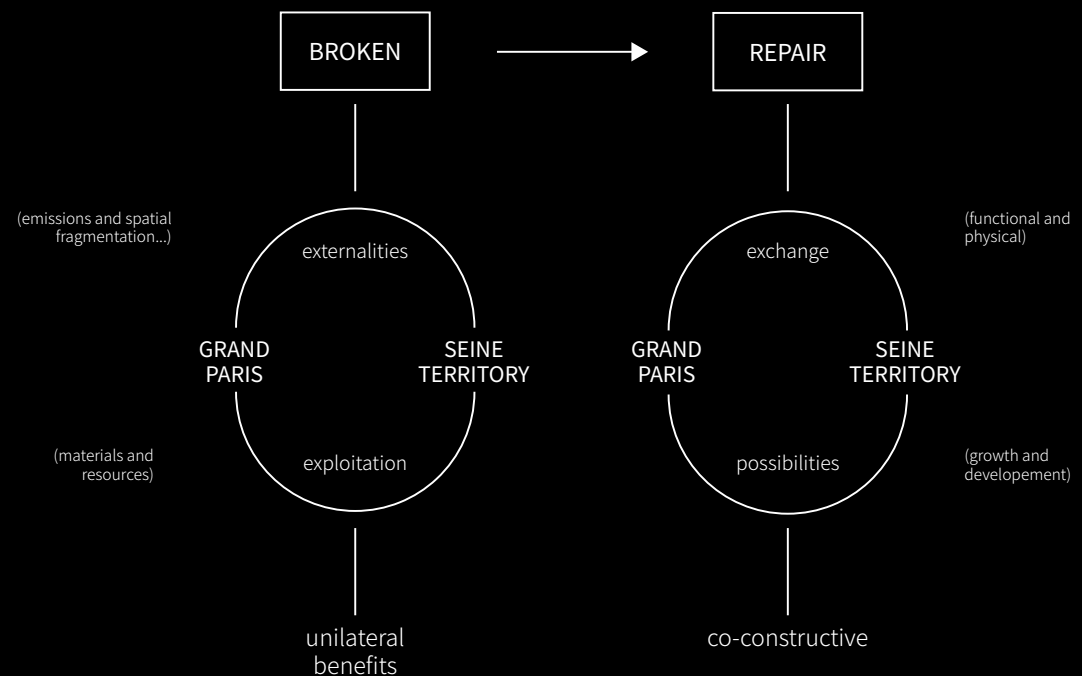 BROKEN
REPAIR
(emissions and spatial
fragmentation...)
externalities
exchange
(functional and
physical)
GRAND
PARIS
SEINE
TERRITORY
GRAND
PARIS
SEINE
TERRITORY
(materials and
resources)
exploitation
possibilities
(growth and
developement)
unilateral
benefits
co-constructive